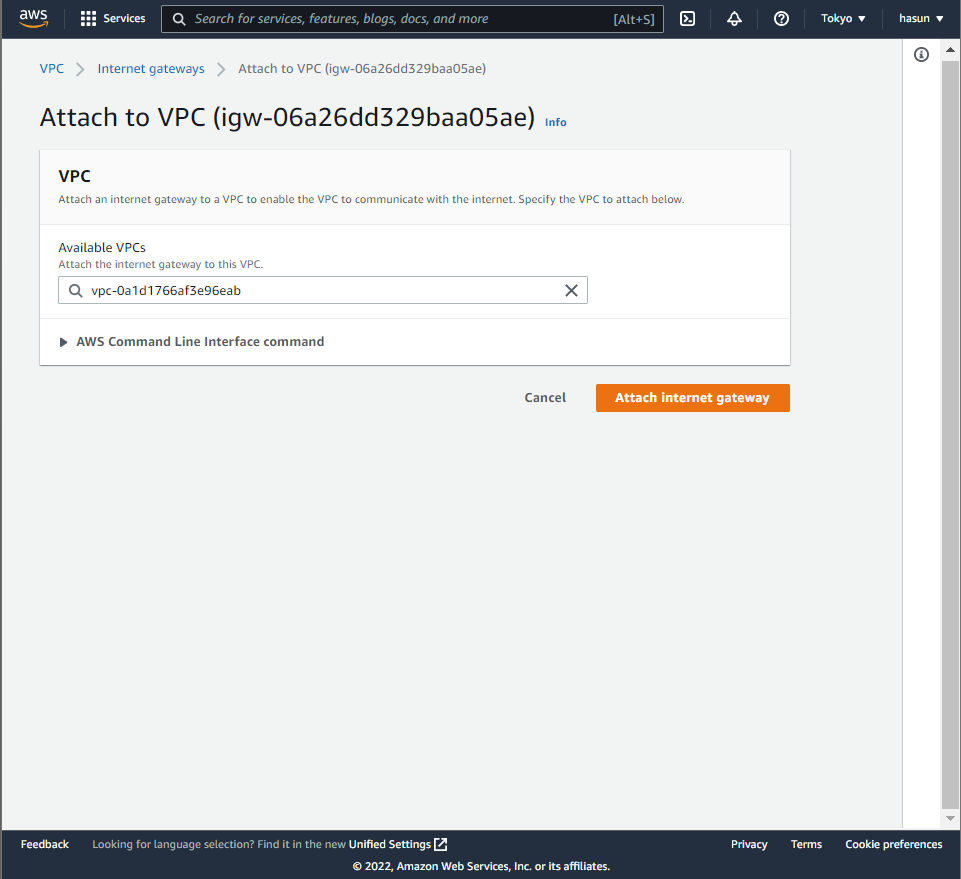 aws Services Search for services, features, blogs, docs, and more [Alt+S] Tokyo hasun
VPC Internet gateways Attach to VPC (igw-06a26dd329baa05ae)
Attach to VPC (igw-06a26dd329baa05ae) Info
VPC
Attach an internet gateway to a VPC to enable the VPC to communicate with the internet. Specify the VPC to attach below.
Available VPCs
Attach the internet gateway to this VPC.
vpc-0a1d1766af3e96eab
AWS Command Line Interface command
Cancel Attach internet gateway
Feedback Looking for language selection? Find it in the new Unified Settings Privacy Terms Cookie preferences
© 2022, Amazon Web Services, Inc. or its affiliates.